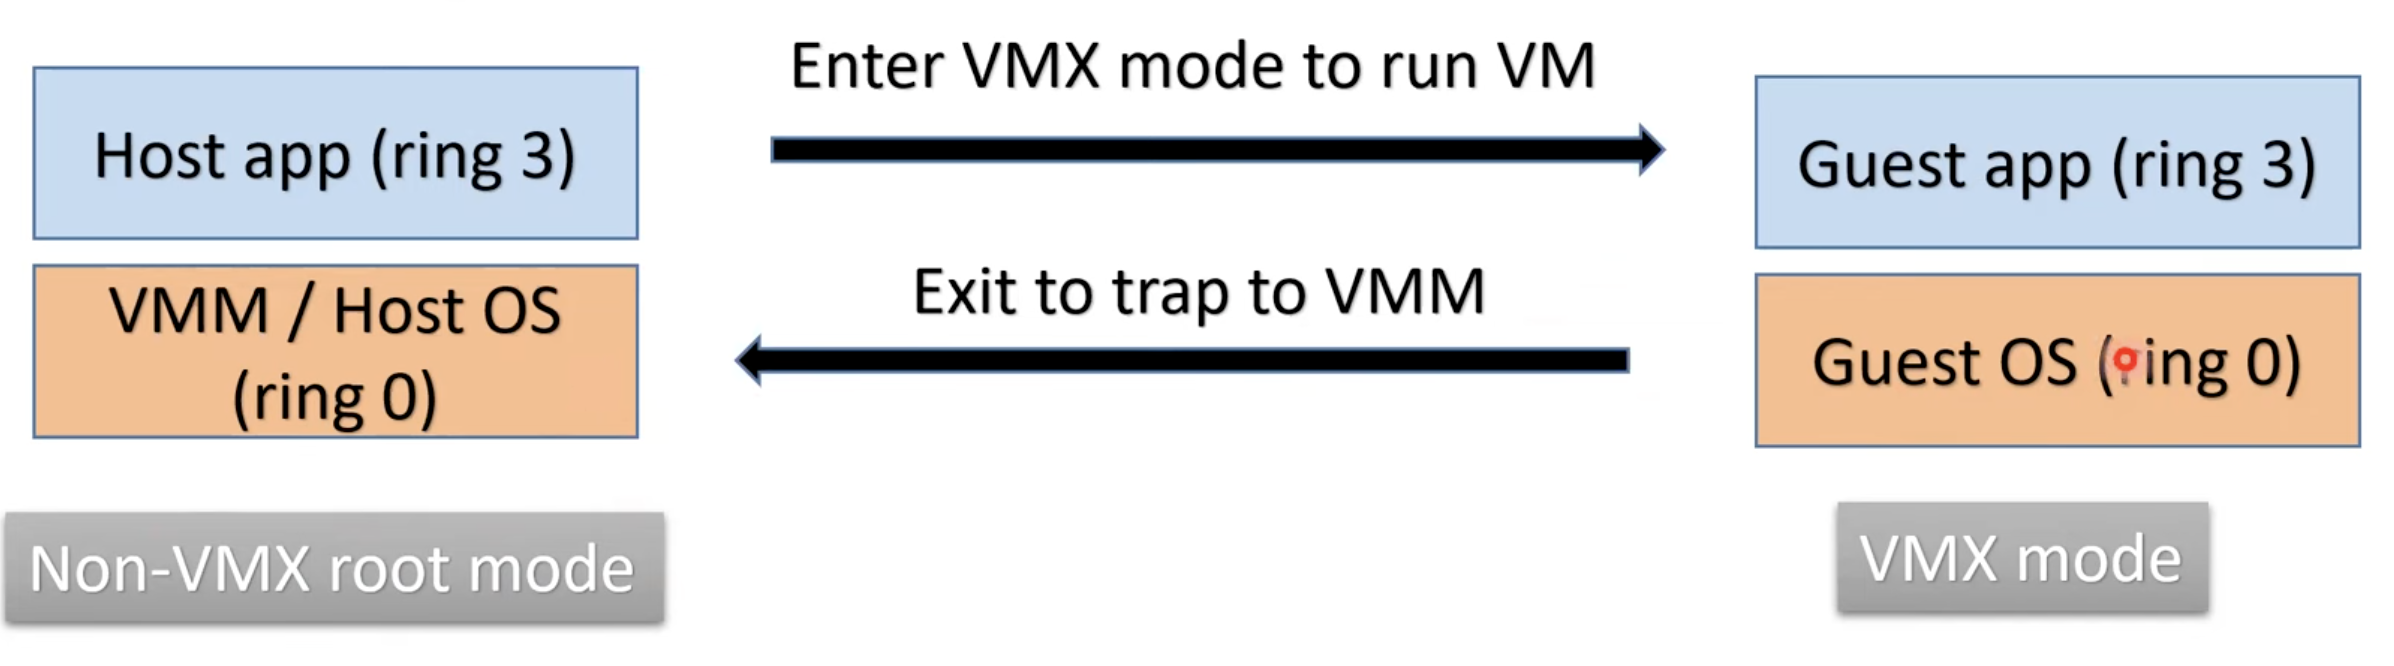 Enter VMX mode to run VM
Host app (ring 3)
Guest app (ring 3)
Exit to trap to VMM
VMM / Host OS
(ring 0)
Guest OS (ring 0)
Non-VMX root mode
VMX mode